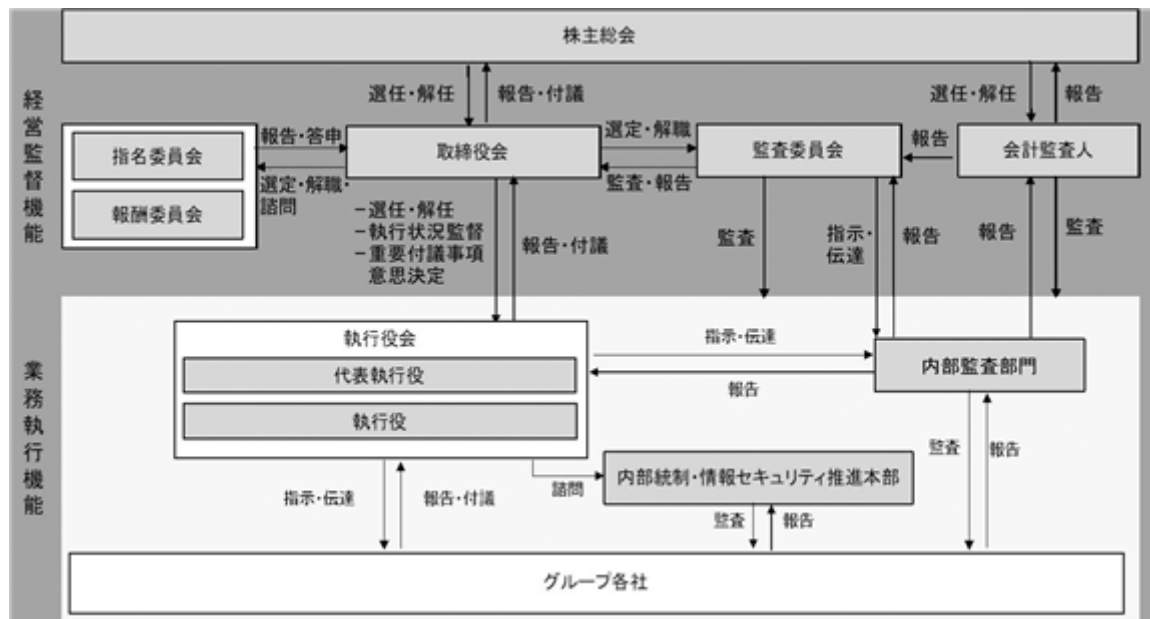 株主総会
選任・解任
報告・付議
選任・解任
報告
経営監督機能
指名委員会
報酬委員会
報告・答申
選定・解職・
諮問
取締役会
選定・解職
監査・報告
監査委員会
報告
会計監査人
－選任・解任
－執行状況監督
－重要付議事項
意思決定
報告・付議
監査
指示・
伝達
報告
報告
監査
業務執行機能
執行役会
代表執行役
執行役
指示・伝達
報告
内部監査部門
監査
報告
諮問
内部統制・情報セキュリティ推進本部
指示・伝達
報告・付議
監査
報告
グループ各社